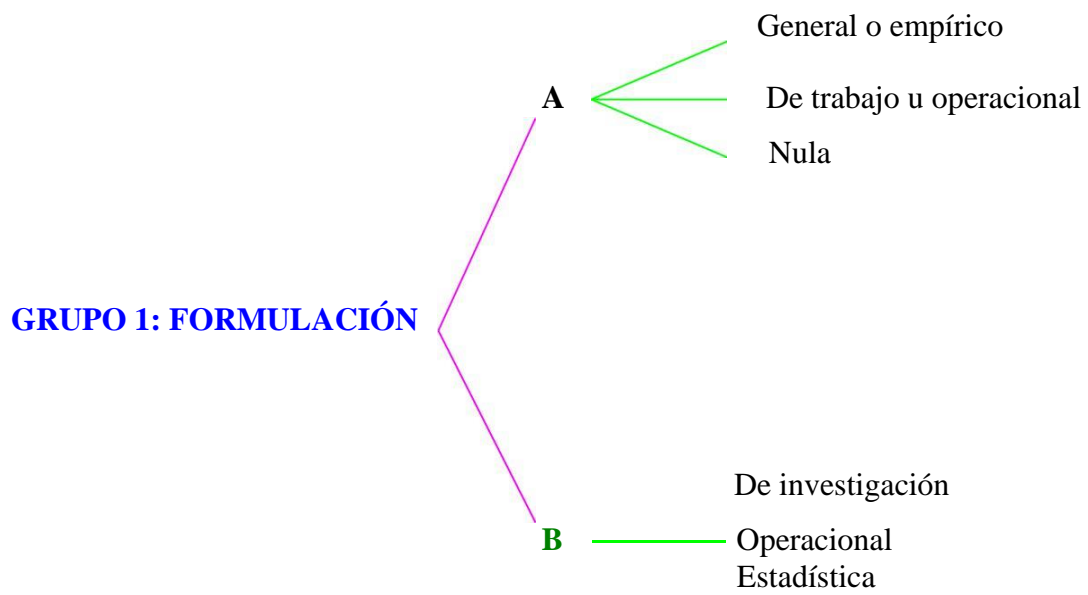 General o empírico
A
De trabajo u operacional
Nula
GRUPO 1: FORMULACIÓN
De investigación
B
Operacional
Estadística